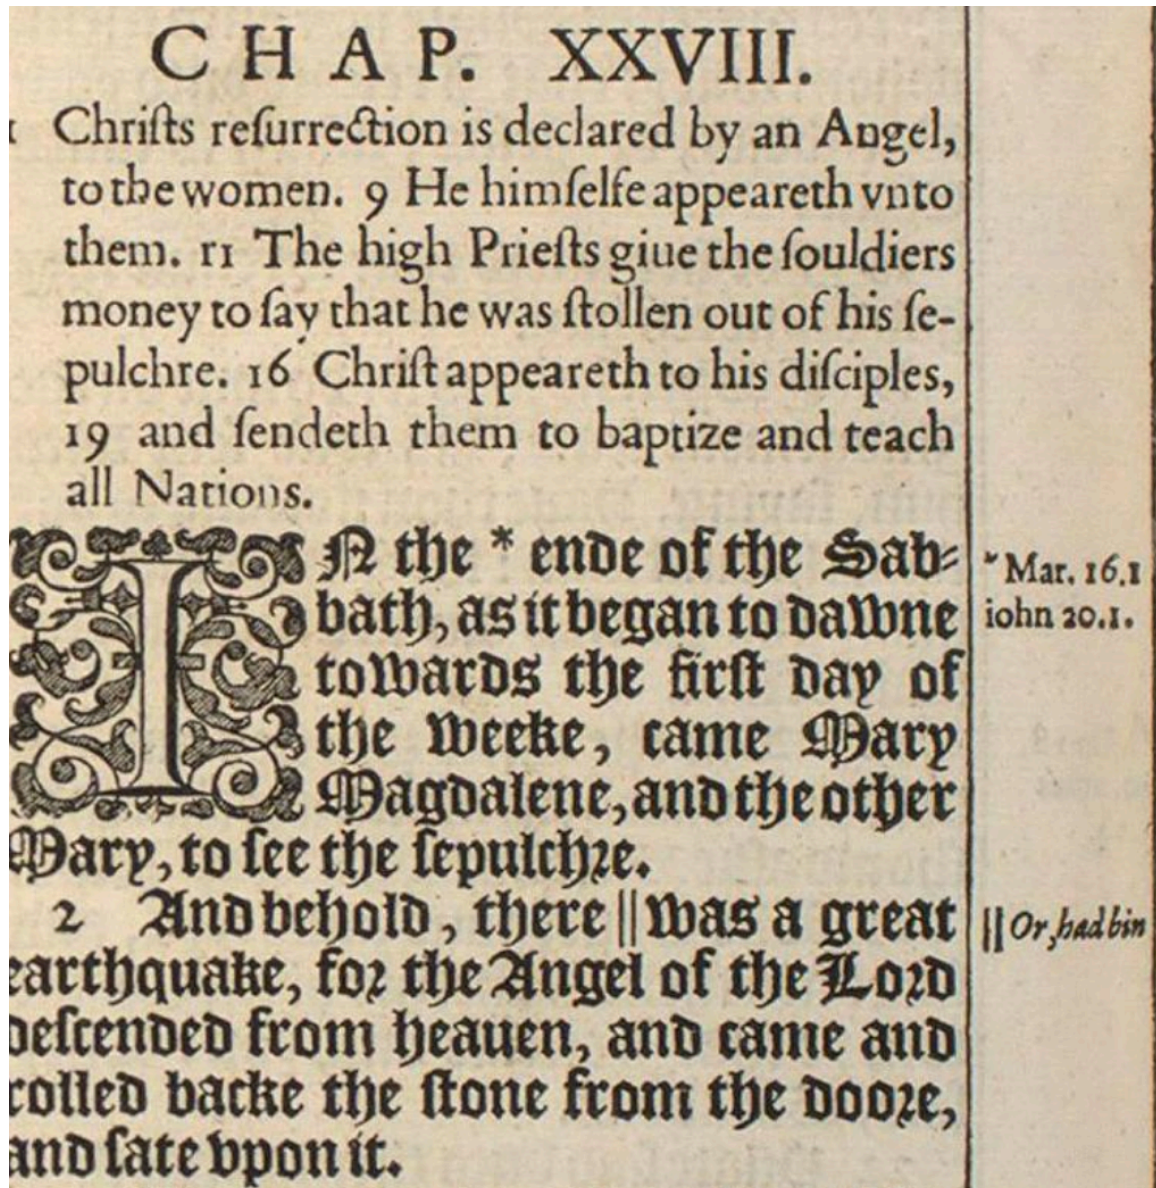 CHAP. XXVIII.
1 Chriſts reſurrection is declared by an Angel,
to the women. 9 He himſelfe appeareth vnto
them. 11 The high Prieſts giue the ſouldiers
money to ſay that he was ſtollen out of his ſe-
pulchre. 16 Chriſt appeareth to his diſciples,
19 and ſendeth them to baptize and teach
all Nations.
IN the * ende of the Sab-
bath, as it began to dawne
towards the firſt day of
the weeke, came Mary
Magdalene, and the other
Mary, to ſee the ſepulchre.
2 And behold, there || was a great
earthquake, for the Angel of the Lord
deſcended from heauen, and came and
rolled backe the ſtone from the doore,
and ſate vpon it.
* Mar. 16.1
iohn 20.1.
|| Or, had bin